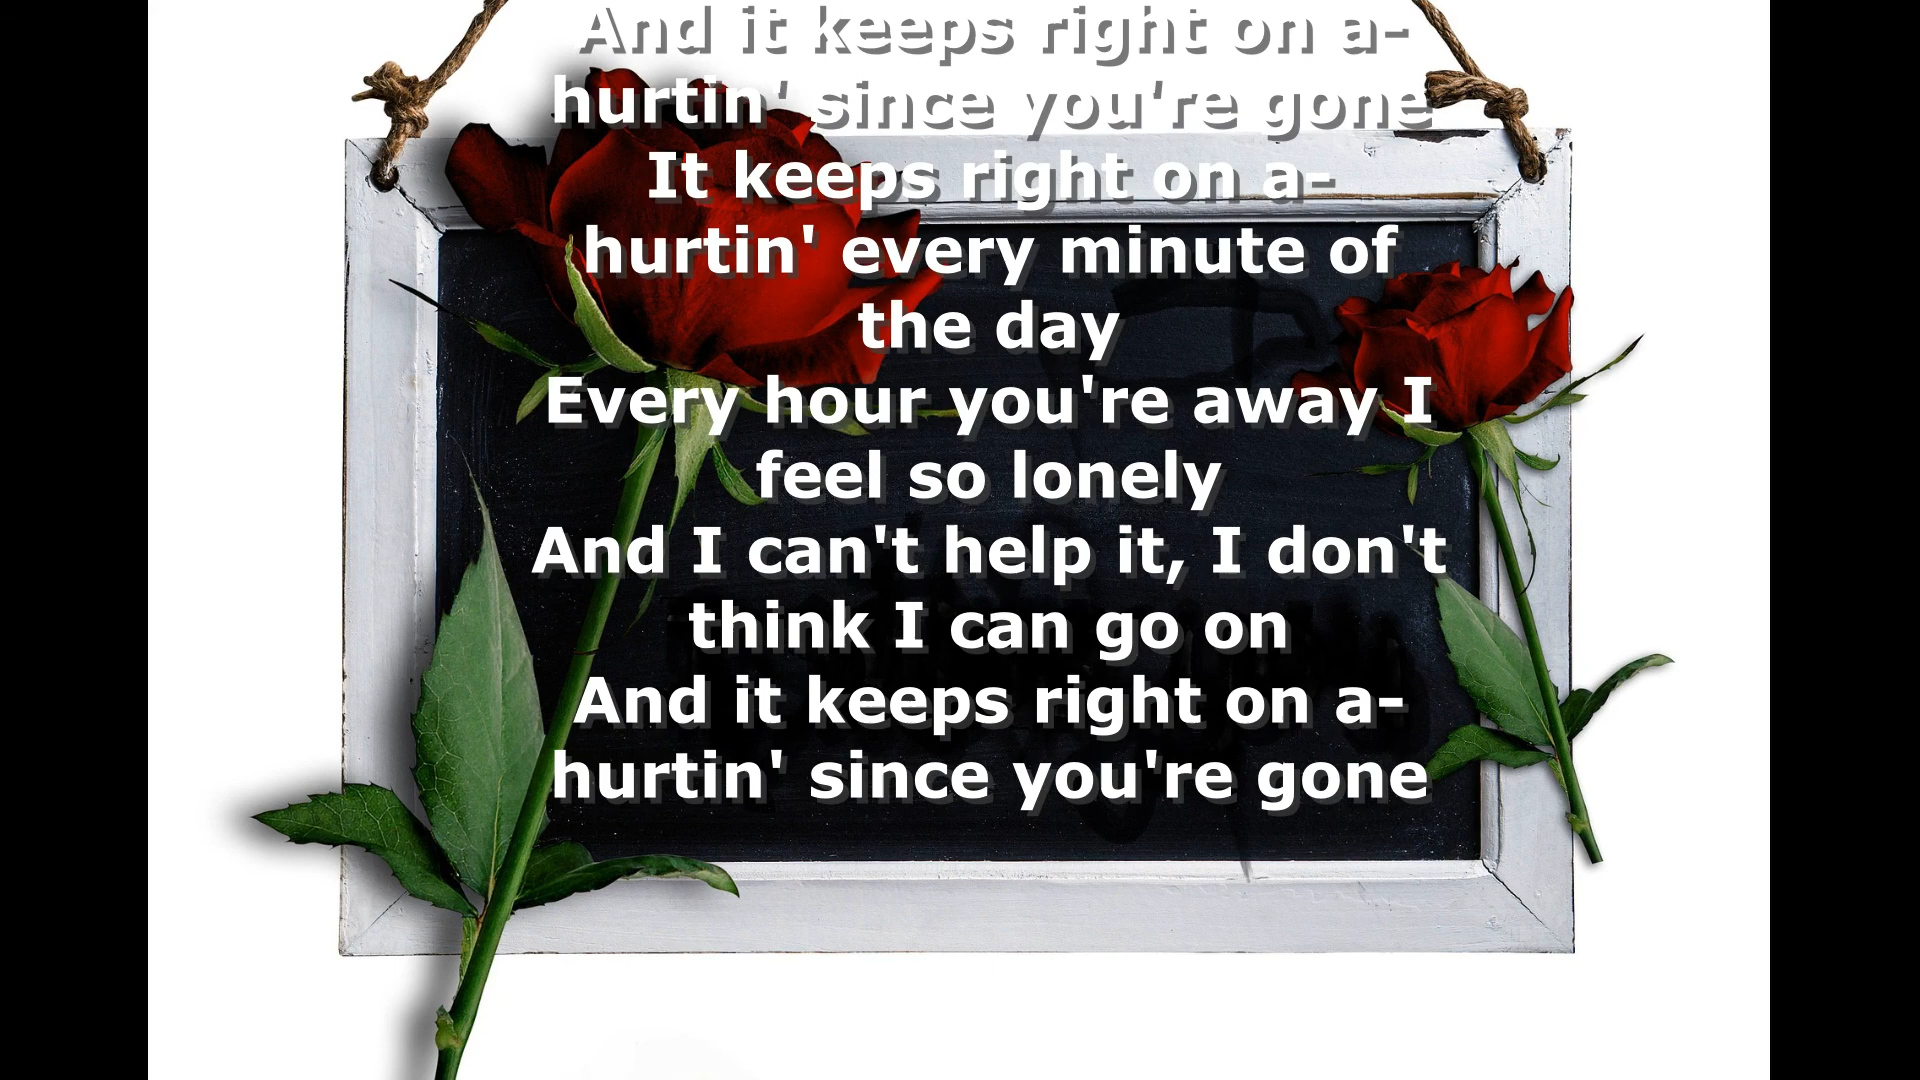 And it keeps right on a-
hurtin' since you're gone
It keeps right on a-
hurtin' every minute of
the day
Every hour you're away I
feel so lonely
And I can't help it, I don't
think I can go on
And it keeps right on a-
hurtin' since you're gone